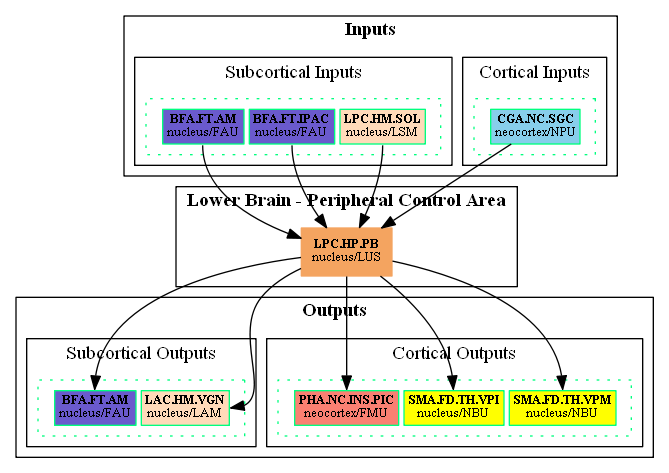 Inputs
Subcortical Inputs
Cortical Inputs
BFA.FT.AM
nucleus/FAU
BFA.FT.IPAC
nucleus/FAU
LPC.HM.SOL
nucleus/LSM
CGA.NC.SGC
neocortex/NPU
Lower Brain - Peripheral Control Area
LPC.HP.PB
nucleus/LUS
Outputs
Subcortical Outputs
Cortical Outputs
BFA.FT.AM
nucleus/FAU
LAC.HM.VGN
nucleus/LAM
PHA.NC.INS.PIC
neocortex/FMU
SMA.FD.TH.VPI
nucleus/NBU
SMA.FD.TH.VPM
nucleus/NBU